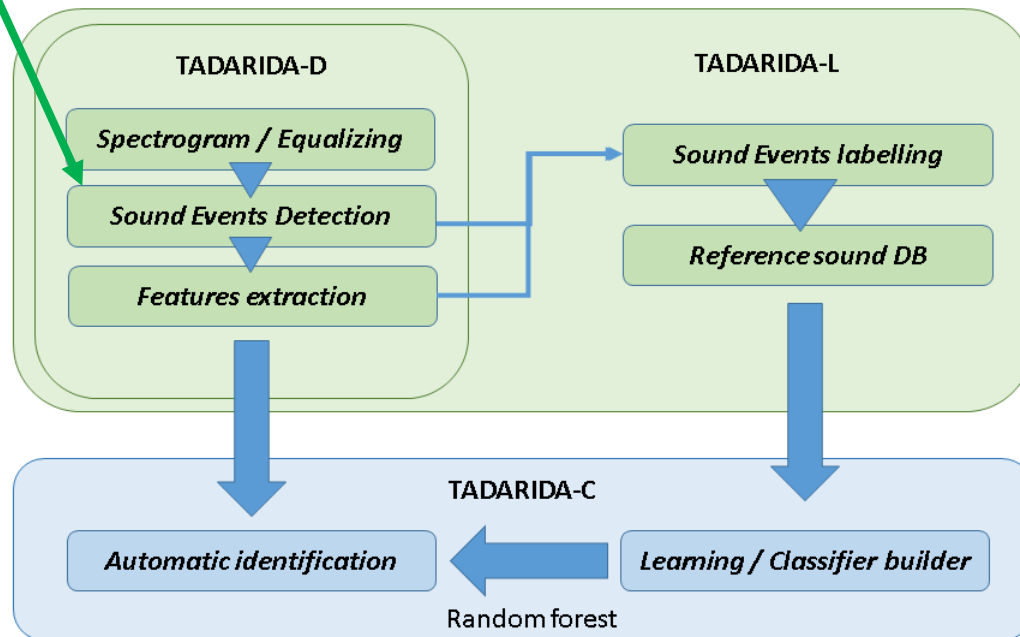 TADARIDA-D
Spectrogram / Equalizing
Sound Events Detection
Features extraction
TADARIDA-L
Sound Events labelling
Reference sound DB
TADARIDA-C
Automatic identification
Learning / Classifier builder
Random forest